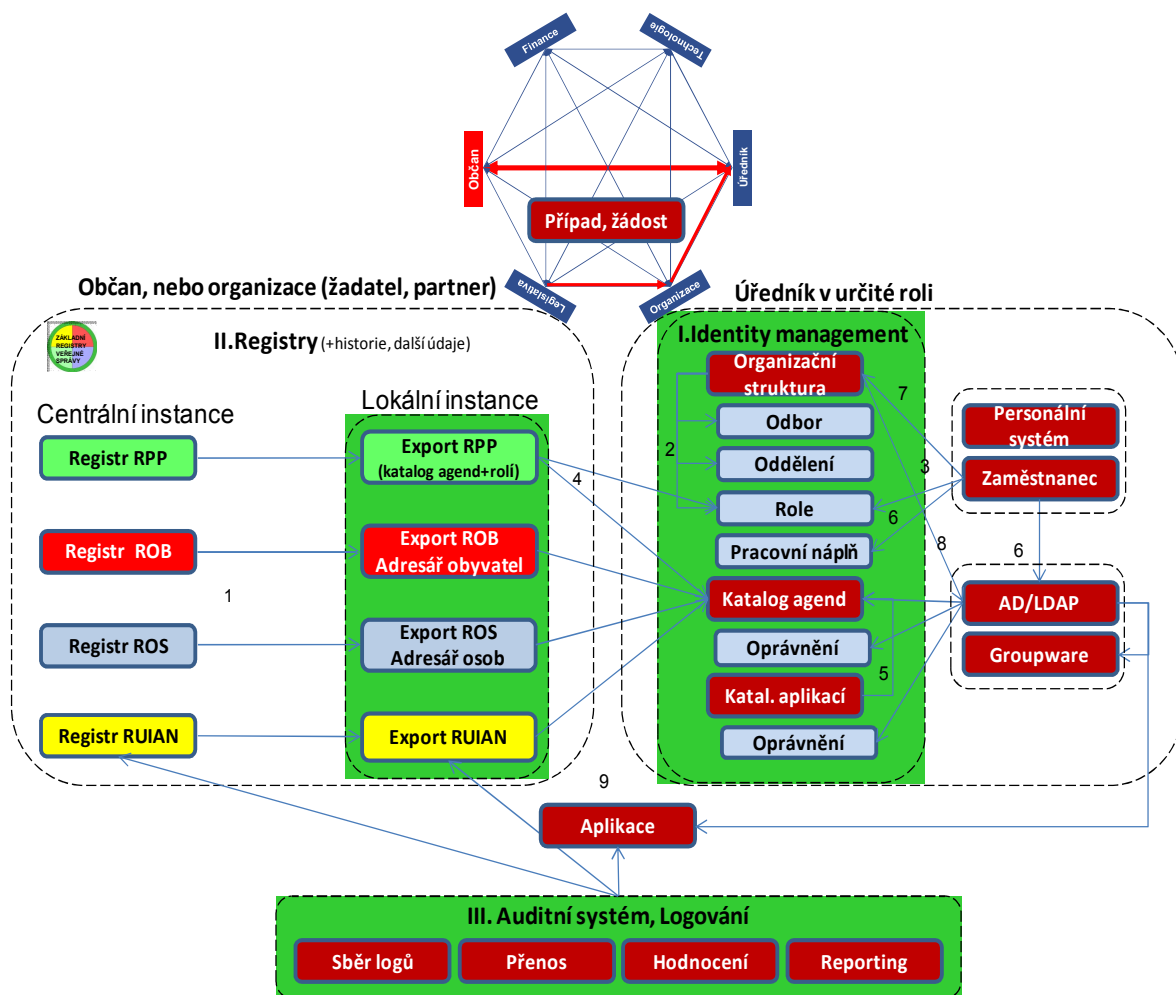 Finance
Technologie
Občan
Úředník
Případ, žádost
Legislativa
Organizace
Občan, nebo organizace (žadatel, partner)
Úředník v určité roli
ZÁKLADNÍ
REGISTRY
VEŘEJNÉ
SPRÁVY
II.Registry (+historie, další údaje)
I.Identity management
Centrální instance
Lokální instance
Organizační
struktura
7
Personální
systém
Registr RPP
Export RPP
(katalog agend+rolí)
4
2
Odbor
Oddělení
3
Zaměstnanec
Role
6
Pracovní náplň
8
6
Registr ROB
Export ROB
Adresář obyvatel
1
Katalog agend
AD/LDAP
Registr ROS
Export ROS
Adresář osob
Oprávnění
Groupware
5
Katal. aplikací
Registr RUIAN
Export RUIAN
Oprávnění
9
Aplikace
III. Auditní systém, Logování
Sběr logů
Přenos
Hodnocení
Reporting